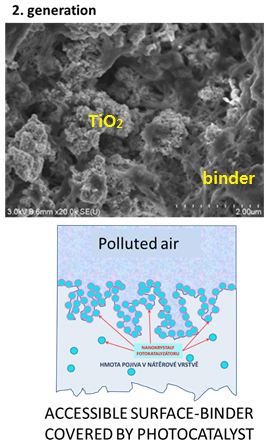 2. generation
TiO₂
binder
3.0kV 8.6mm x20.0k SE(U)
2.00um
Polluted air
NANOKRYSTALY
FOTOKATALYZÁTORU
HMOTA POJIVA V NÁTĚROVÉ VRSTVĚ
ACCESSIBLE SURFACE-BINDER
COVERED BY PHOTOCATALYST